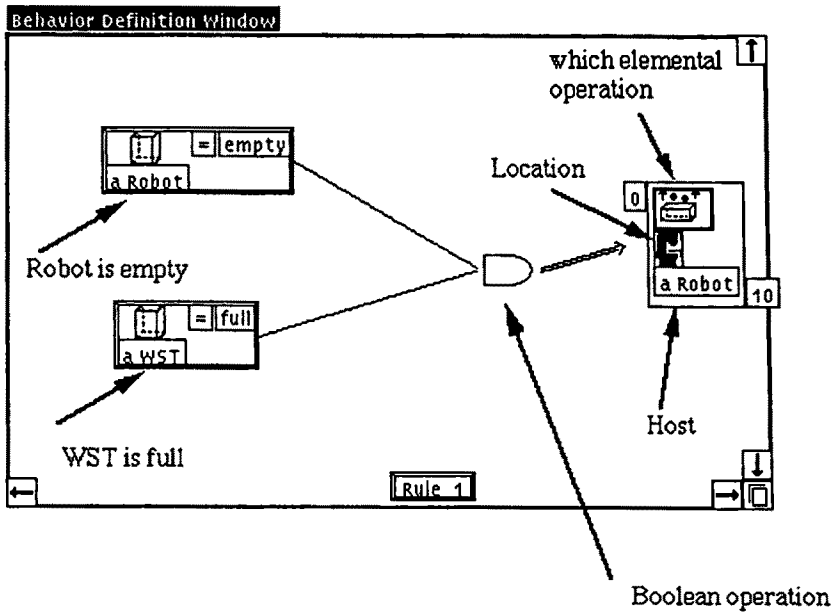 Behavior Definition Window
which elemental
operation
= empty
a Robot
Location
0
Robot is empty
a Robot
10
= full
a WST
Host
WST is full
Rule 1
Boolean operation